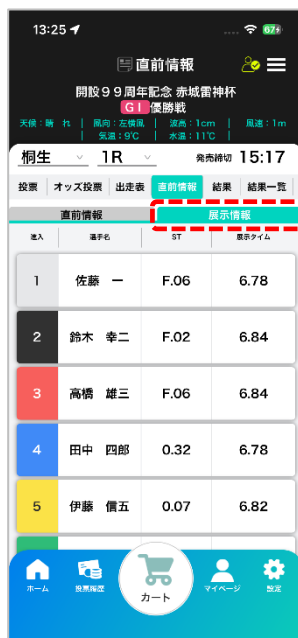 13:25
67
直前情報
開設99周年記念 赤城雷神杯
GI 優勝戦
天候：晴れ | 風向：左横風 | 波高：1cm | 風速：1m
気温：9℃ | 水温：11℃
桐生 1R 発売締切 15:17
投票 オッズ投票 出走表 直前情報 結果 結果一覧
直前情報 展示情報
進入 選手名 ST 展示タイム
1 佐藤 一 F.06 6.78
2 鈴木 幸二 F.02 6.84
3 高橋 雄三 F.06 6.84
4 田中 四郎 0.32 6.78
5 伊藤 信五 0.07 6.82
ホーム 投票履歴 カート マイページ 設定